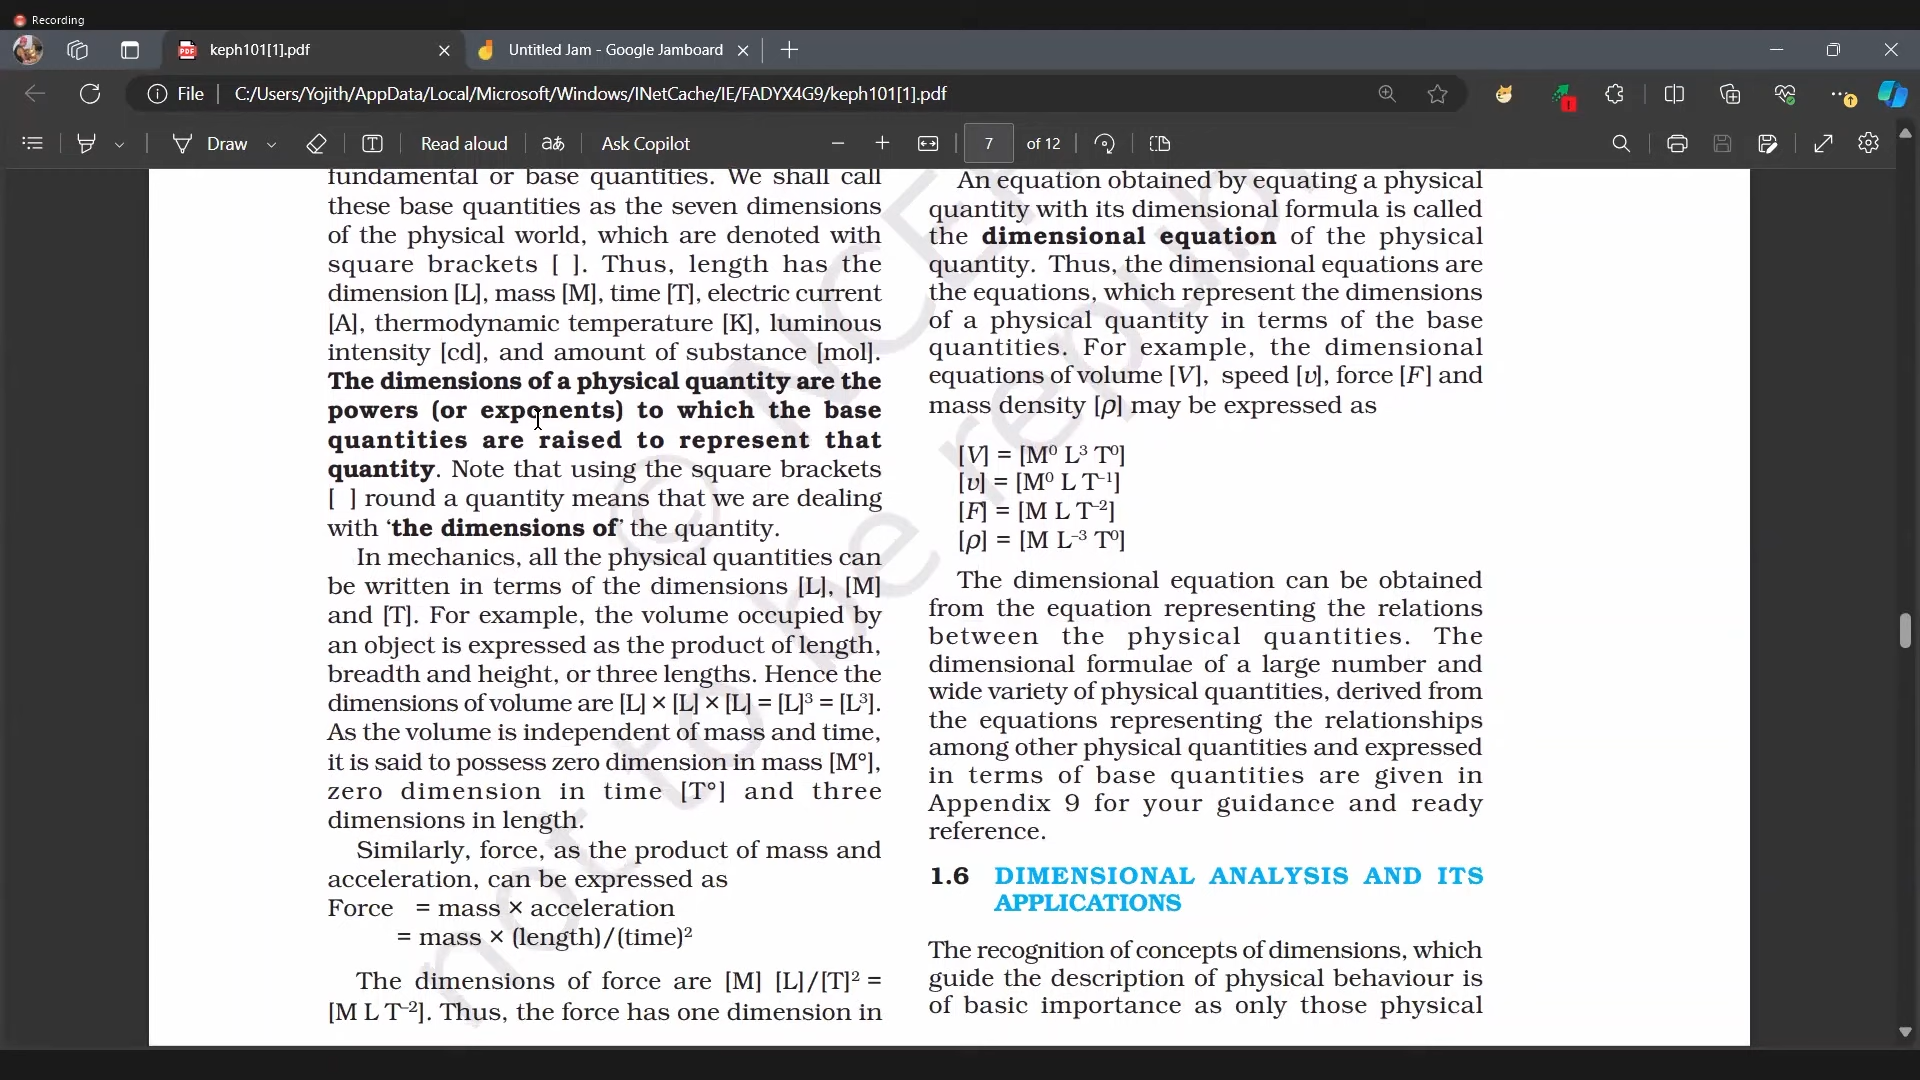 Recording
keph101[1].pdf
Untitled Jam - Google Jamboard
File
C:/Users/Yojith/AppData/Local/Microsoft/Windows/INetCache/IE/FADYX4G9/keph101[1].pdf
Draw
Read aloud
aあ
Ask Copilot
7
of 12
fundamental or base quantities. We shall call
these base quantities as the seven dimensions
of the physical world, which are denoted with
square brackets [ ]. Thus, length has the
dimension [L], mass [M], time [T], electric current
[A], thermodynamic temperature [K], luminous
intensity [cd], and amount of substance [mol].
The dimensions of a physical quantity are the
powers (or exponents) to which the base
quantities are raised to represent that
quantity. Note that using the square brackets
[ ] round a quantity means that we are dealing
with ‘the dimensions of’ the quantity.
In mechanics, all the physical quantities can
be written in terms of the dimensions [L], [M]
and [T]. For example, the volume occupied by
an object is expressed as the product of length,
breadth and height, or three lengths. Hence the
dimensions of volume are [L] × [L] × [L] = [L]³ = [L³].
As the volume is independent of mass and time,
it is said to possess zero dimension in mass [M°],
zero dimension in time [T°] and three
dimensions in length.
Similarly, force, as the product of mass and
acceleration, can be expressed as
Force = mass × acceleration
= mass × (length)/(time)²
The dimensions of force are [M] [L]/[T]² =
[M L T⁻²]. Thus, the force has one dimension in
An equation obtained by equating a physical
quantity with its dimensional formula is called
the dimensional equation of the physical
quantity. Thus, the dimensional equations are
the equations, which represent the dimensions
of a physical quantity in terms of the base
quantities. For example, the dimensional
equations of volume [V], speed [v], force [F] and
mass density [ρ] may be expressed as
[V] = [M⁰ L³ T⁰]
[v] = [M⁰ L T⁻¹]
[F] = [M L T⁻²]
[ρ] = [M L⁻³ T⁰]
The dimensional equation can be obtained
from the equation representing the relations
between the physical quantities. The
dimensional formulae of a large number and
wide variety of physical quantities, derived from
the equations representing the relationships
among other physical quantities and expressed
in terms of base quantities are given in
Appendix 9 for your guidance and ready
reference.
1.6 DIMENSIONAL ANALYSIS AND ITS
APPLICATIONS
The recognition of concepts of dimensions, which
guide the description of physical behaviour is
of basic importance as only those physical
© NCE
not to be repub